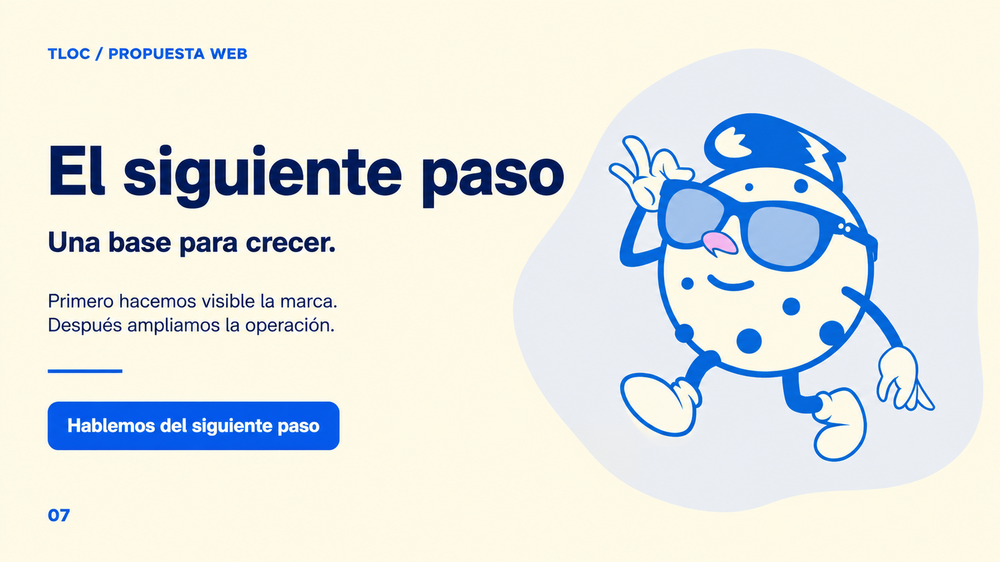 TLOC / PROPUESTA WEB
El siguiente paso
Una base para crecer.
Primero hacemos visible la marca.
Después ampliamos la operación.
Hablemos del siguiente paso
07